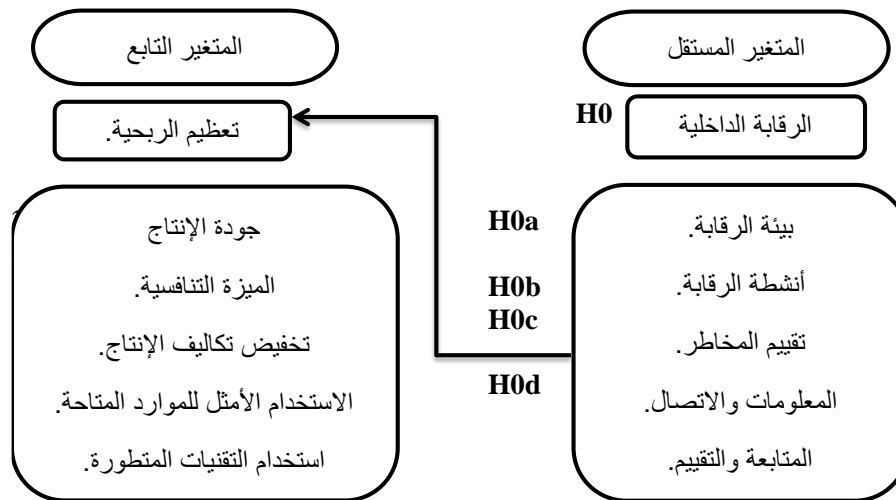 المتغير المستقل
المتغير التابع
الرقابة الداخلية
H0
تعظيم الربحية.
بيئة الرقابة.
أنشطة الرقابة.
تقييم المخاطر.
المعلومات والاتصال.
المتابعة والتقييم.
H0a
H0b
H0c
H0d
جودة الإنتاج
الميزة التنافسية.
تخفيض تكاليف الإنتاج.
الاستخدام الأمثل للموارد المتاحة.
استخدام التقنيات المتطورة.